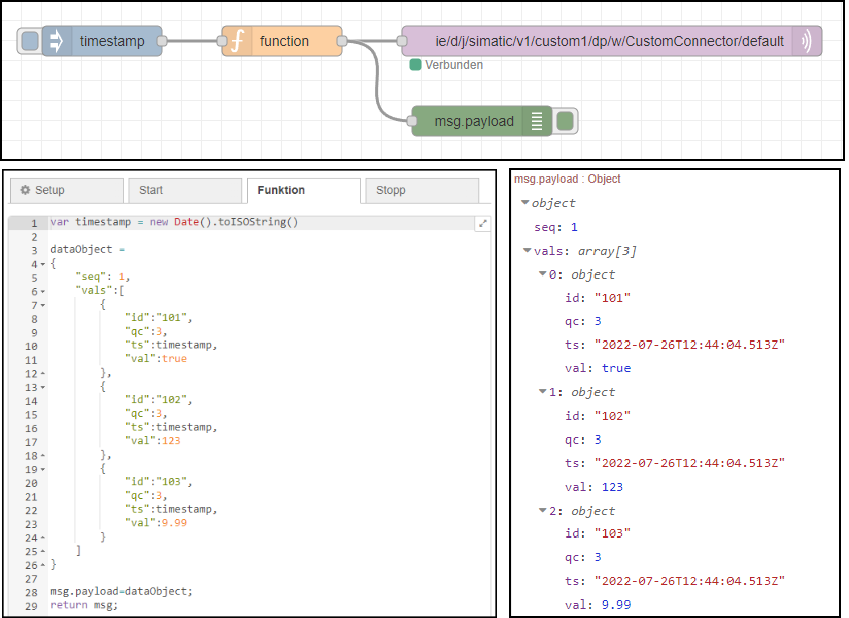 timestamp
function
ie/d/j/simatic/v1/custom1/dp/w/CustomConnector/default
Verbunden
msg.payload
Setup
Start
Funktion
Stopp
1 var timestamp = new Date().toISOString()
2
3 dataObject =
4 {
5 "seq": 1,
6 "vals":[
7 {
8 "id":"101",
9 "qc":3,
10 "ts":timestamp,
11 "val":true
12 },
13 {
14 "id":"102",
15 "qc":3,
16 "ts":timestamp,
17 "val":123
18 },
19 {
20 "id":"103",
21 "qc":3,
22 "ts":timestamp,
23 "val":9.99
24 }
25 ]
26 }
27
28 msg.payload=dataObject;
29 return msg;
msg.payload : Object
object
seq: 1
vals: array[3]
0: object
id: "101"
qc: 3
ts: "2022-07-26T12:44:04.513Z"
val: true
1: object
id: "102"
qc: 3
ts: "2022-07-26T12:44:04.513Z"
val: 123
2: object
id: "103"
qc: 3
ts: "2022-07-26T12:44:04.513Z"
val: 9.99